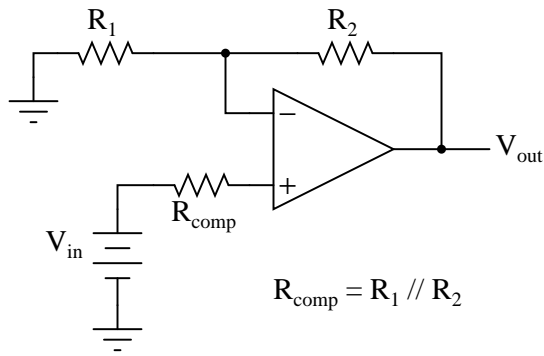 R1
R2
−
Vout
+
Rcomp
Vin
Rcomp = R1 // R2